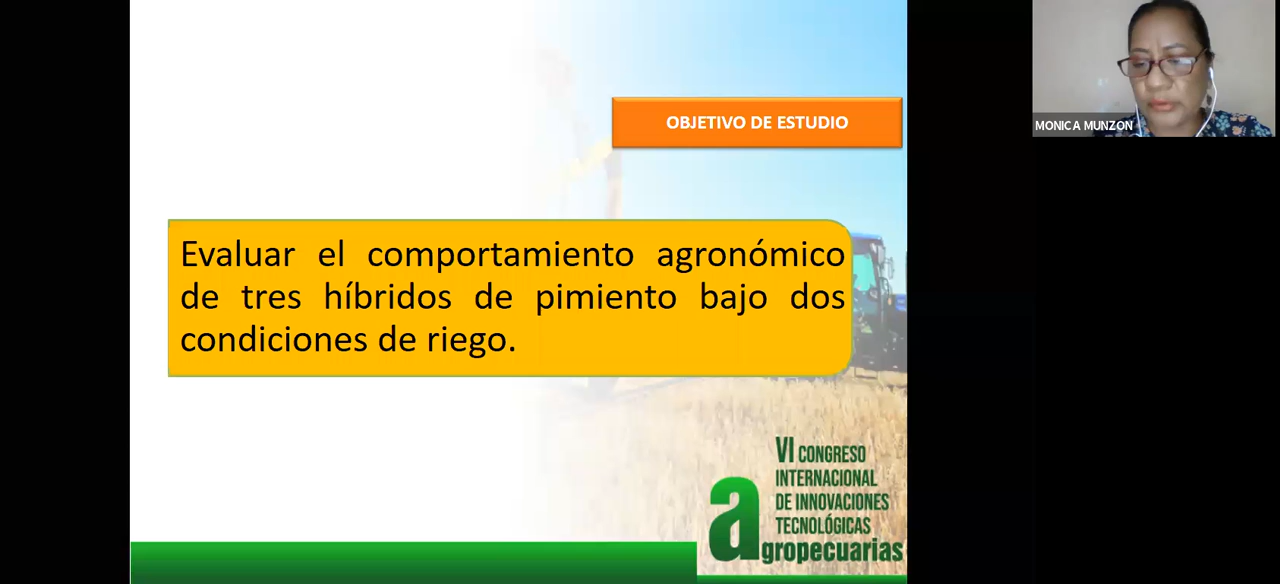 OBJETIVO DE ESTUDIO
MONICA MUNZON
Evaluar el comportamiento agronómico
de tres híbridos de pimiento bajo dos
condiciones de riego.
VI CONGRESO
INTERNACIONAL
DE INNOVACIONES
TECNOLÓGICAS
agropecuarias